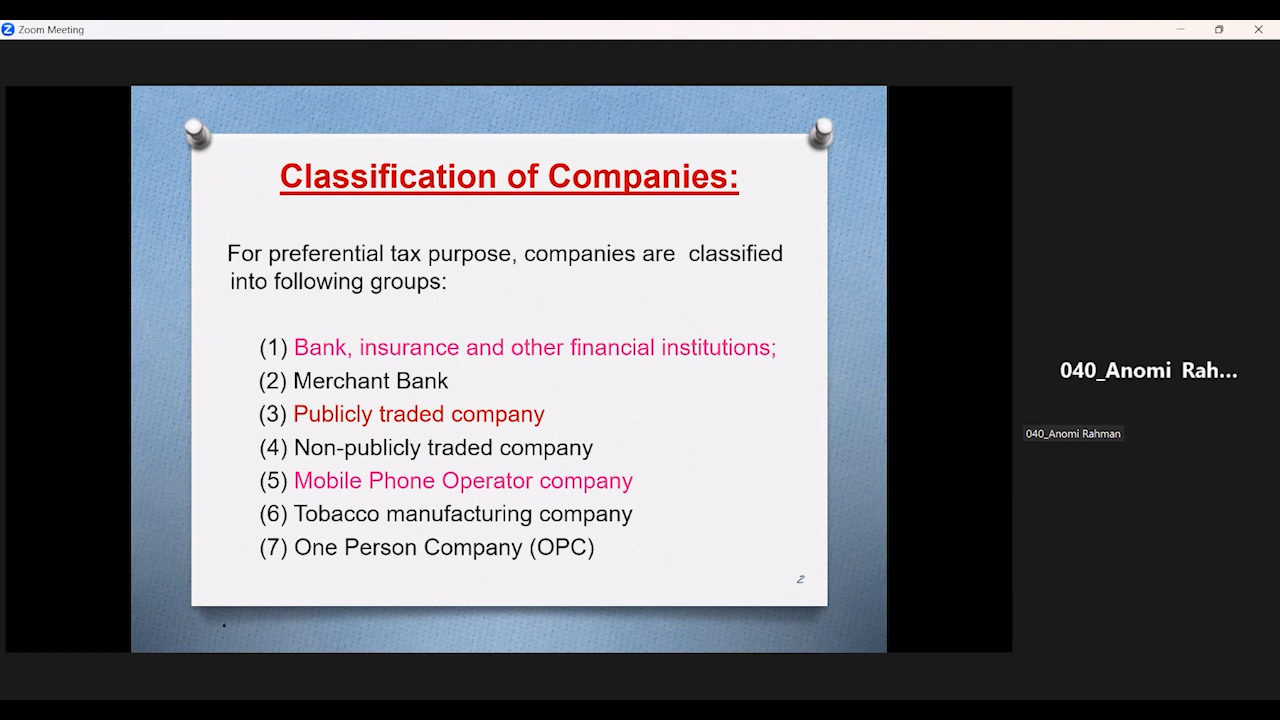 Zoom Meeting
Classification of Companies:
For preferential tax purpose, companies are classified
into following groups:
(1) Bank, insurance and other financial institutions;
(2) Merchant Bank
(3) Publicly traded company
(4) Non-publicly traded company
(5) Mobile Phone Operator company
(6) Tobacco manufacturing company
(7) One Person Company (OPC)
2
040_Anomi Rah...
040_Anomi Rahman